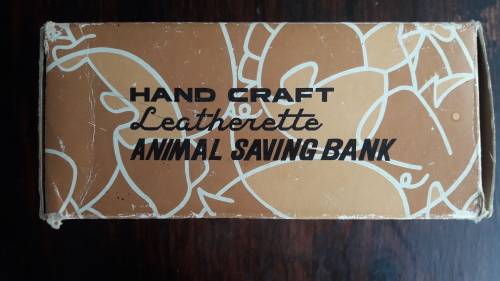 HAND CRAFT
Leatherette
ANIMAL SAVING BANK